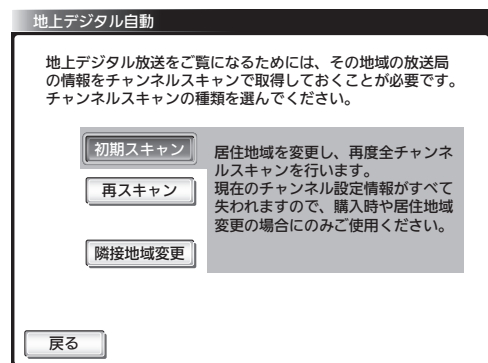 地上デジタル自動
地上デジタル放送をご覧になるためには、その地域の放送局
の情報をチャンネルスキャンで取得しておくことが必要です。
チャンネルスキャンの種類を選んでください。
初期スキャン
再スキャン
隣接地域変更
居住地域を変更し、再度全チャンネ
ルスキャンを行います。
現在のチャンネル設定情報がすべて
失われますので、購入時や居住地域
変更の場合にのみご使用ください。
戻る